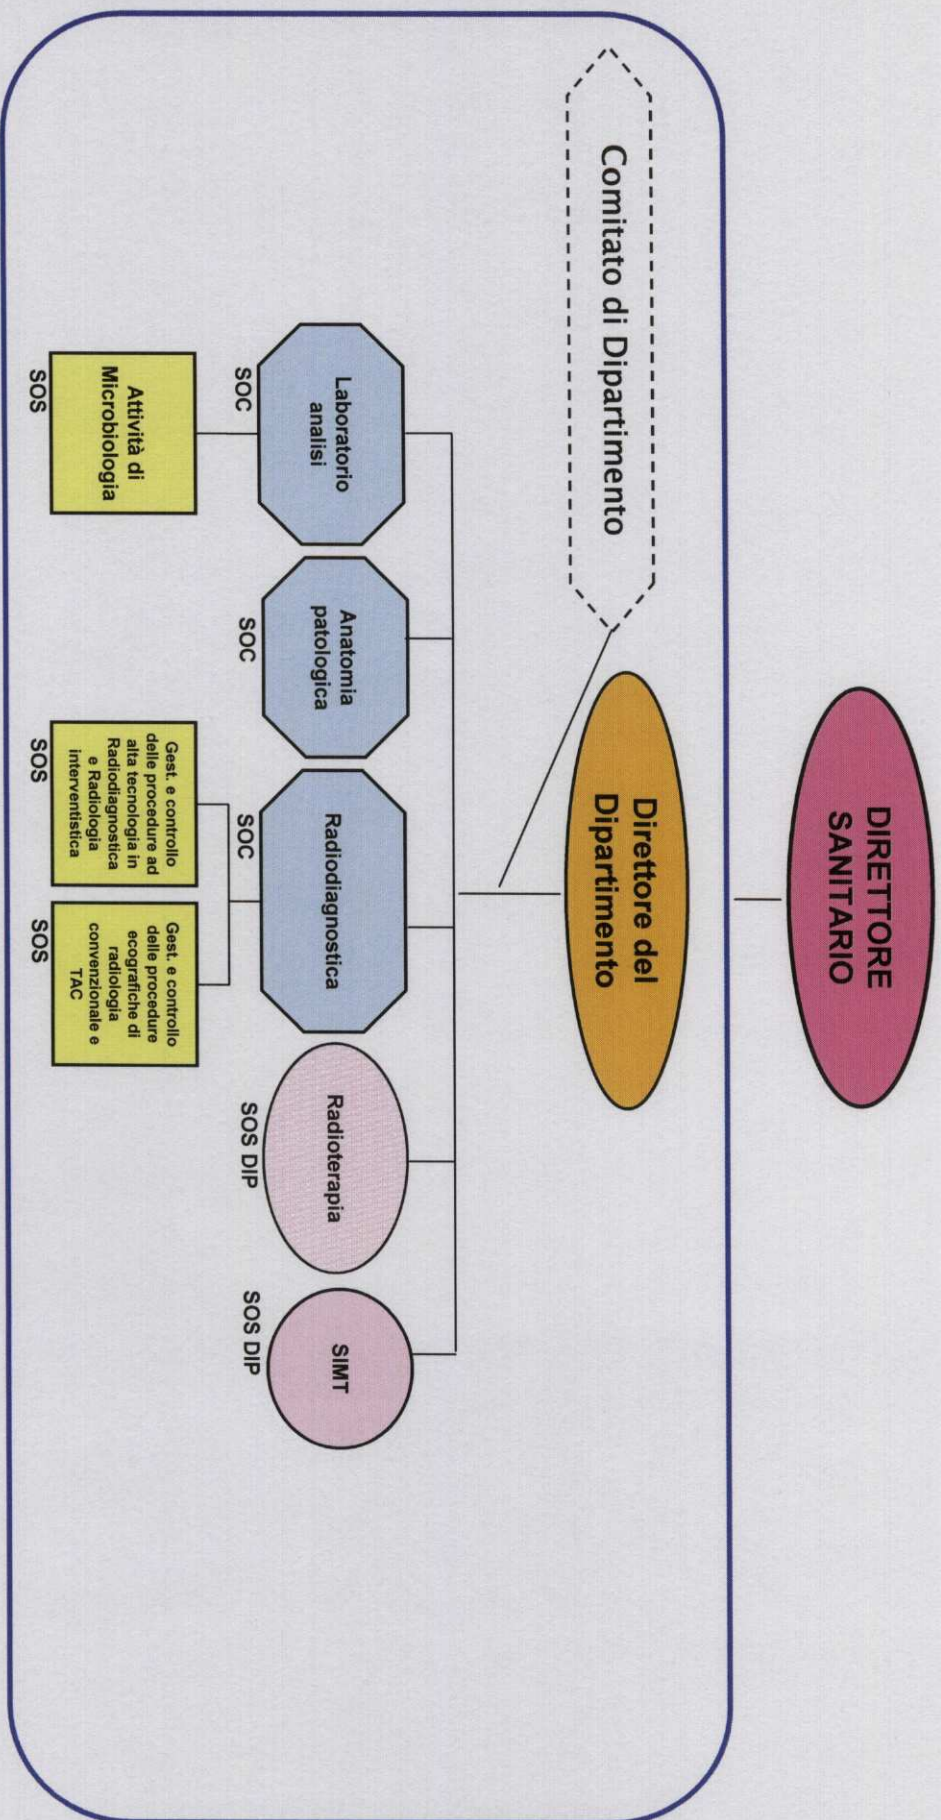 DIRETTORE
SANITARIO
Direttore del
Dipartimento
Comitato di Dipartimento
Laboratorio
analisi
SOC
Anatomia
patologica
SOC
Radiodiagnostica
SOC
Radioterapia
SOS DIP
SIMT
SOS DIP
Attività di
Microbiologia
SOS
Gest. e controllo
delle procedure ad
alta tecnologia in
Radiodiagnostica
e Radiologia
interventistica
SOS
Gest. e controllo
delle procedure
ecografiche di
radiologia
convenzionale e
TAC
SOS